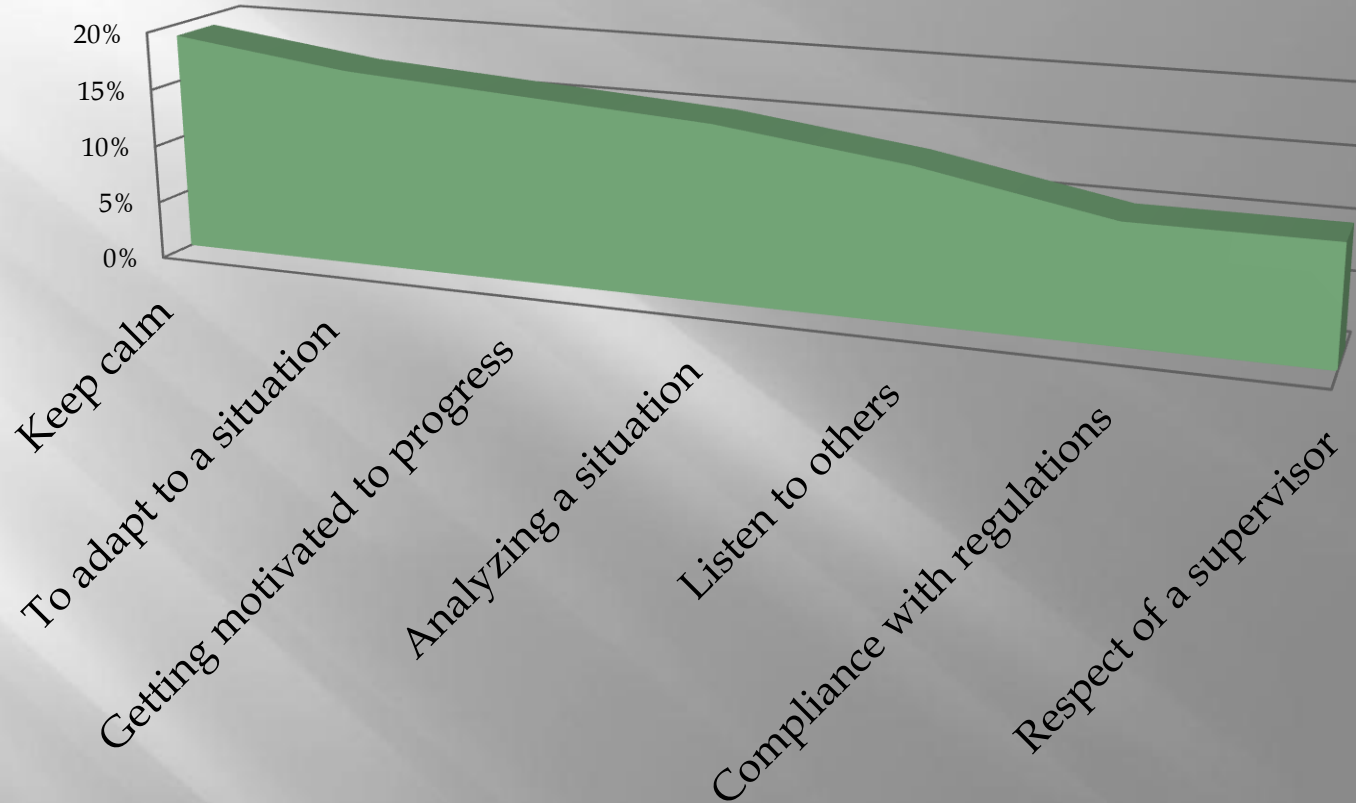 20%
15%
10%
5%
0%
Keep calm
To adapt to a situation
Getting motivated to progress
Analyzing a situation
Listen to others
Compliance with regulations
Respect of a supervisor